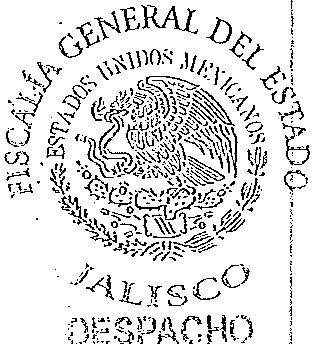 FISCALÍA GENERAL DEL ESTADO
ESTADOS UNIDOS MEXICANOS
JALISCO
DESPACHO